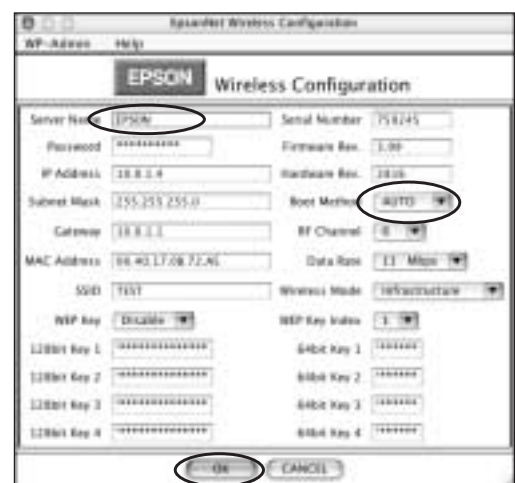 EpsonNet Wireless Configuration
WP-Admin Help
EPSON Wireless Configuration
Server Name EPSON Serial Number 750245
Password ********** Firmware Rev. 1.00
IP Address 10.0.1.4 Hardware Rev.
Subnet Mask 255.255.255.0 Boot Method AUTO
Gateway 10.0.1.1 RF Channel 6
MAC Address Data Rate 11 Mbps
SSID TEST Wireless Mode Infrastructure
WEP Key Disable WEP Key Index 1
128bit Key 1 64bit Key 1
128bit Key 2 64bit Key 2
128bit Key 3 64bit Key 3
128bit Key 4 64bit Key 4
OK CANCEL